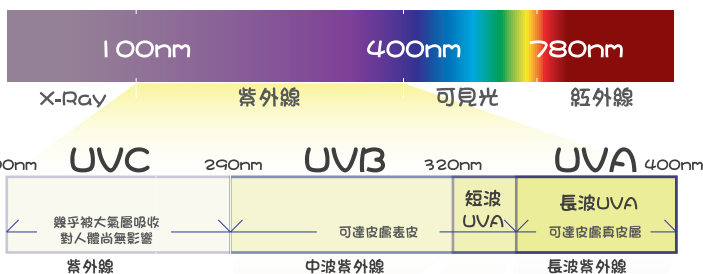 100nm 400nm 780nm
X-Ray 紫外線 可見光 紅外線
00nm UVC 290nm UVB 320nm UVA 400nm
幾乎被大氣層吸收
對人體尚無影響
可達皮膚表皮
短波
UVA
長波UVA
可達皮膚真皮層
紫外線 中波紫外線 長波紫外線